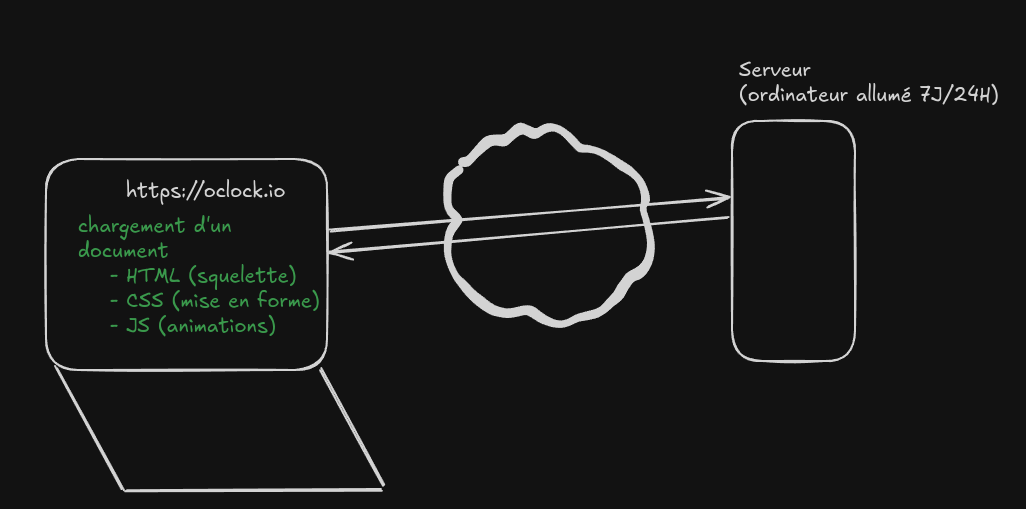 Serveur
(ordinateur allumé 7J/24H)
https://oclock.io
chargement d'un
document
- HTML (squelette)
- CSS (mise en forme)
- JS (animations)